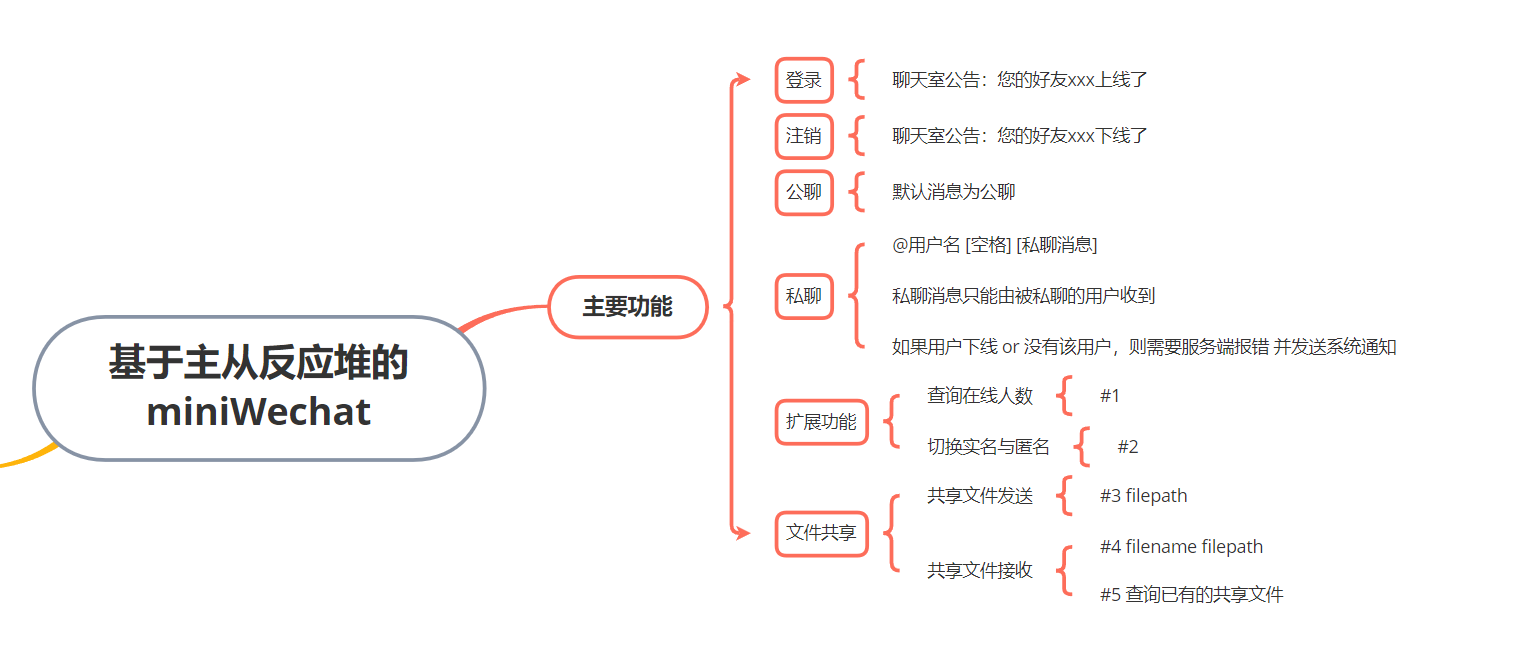 基于主从反应堆的
miniWechat
主要功能
登录
聊天室公告：您的好友xxx上线了
注销
聊天室公告：您的好友xxx下线了
公聊
默认消息为公聊
私聊
@用户名 [空格] [私聊消息]
私聊消息只能由被私聊的用户收到
如果用户下线 or 没有该用户，则需要服务端报错 并发送系统通知
扩展功能
查询在线人数
#1
切换实名与匿名
#2
文件共享
共享文件发送
#3 filepath
共享文件接收
#4 filename filepath
#5 查询已有的共享文件